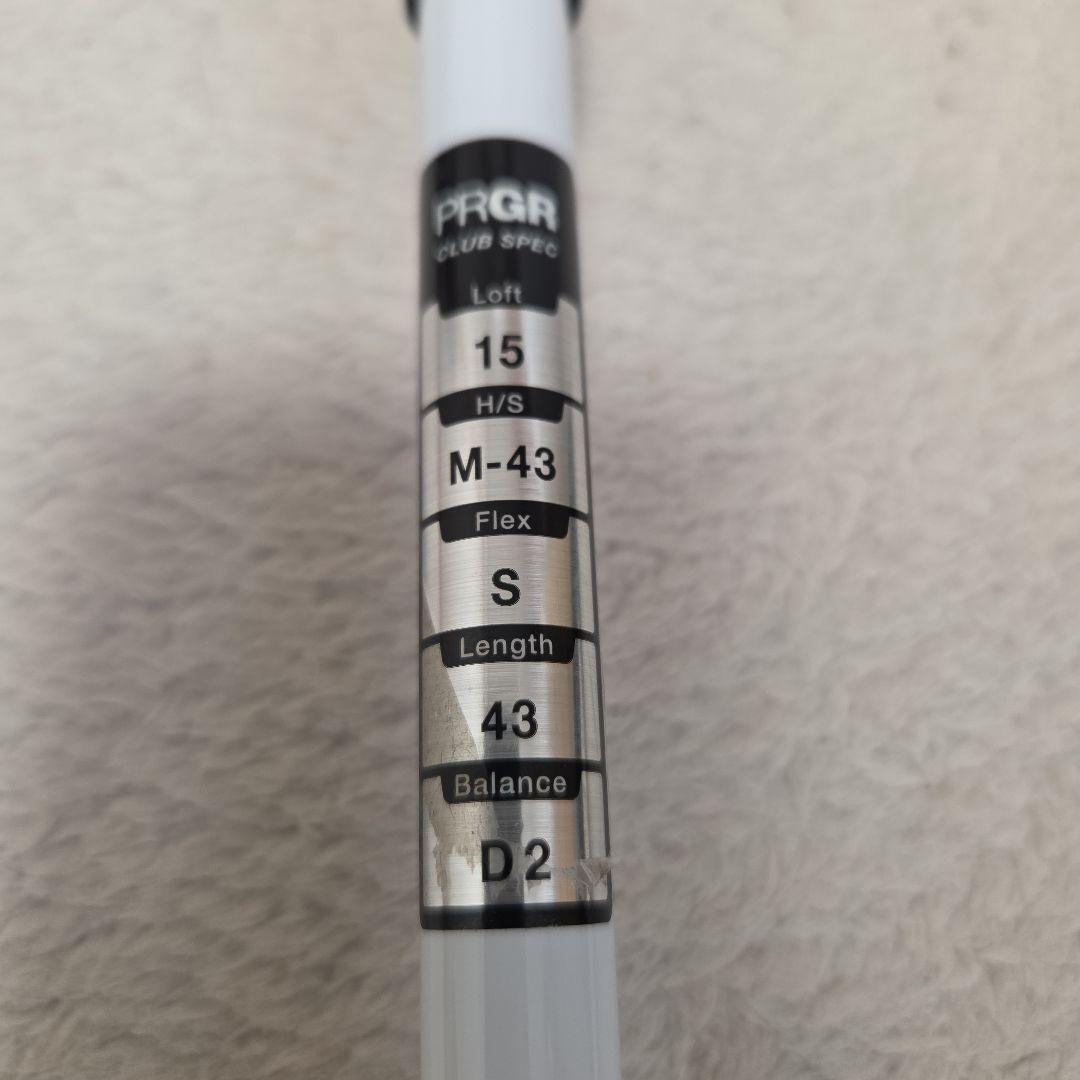 PRGR
CLUB SPEC
Loft
15
H/S
M-43
Flex
S
Length
43
Balance
D2